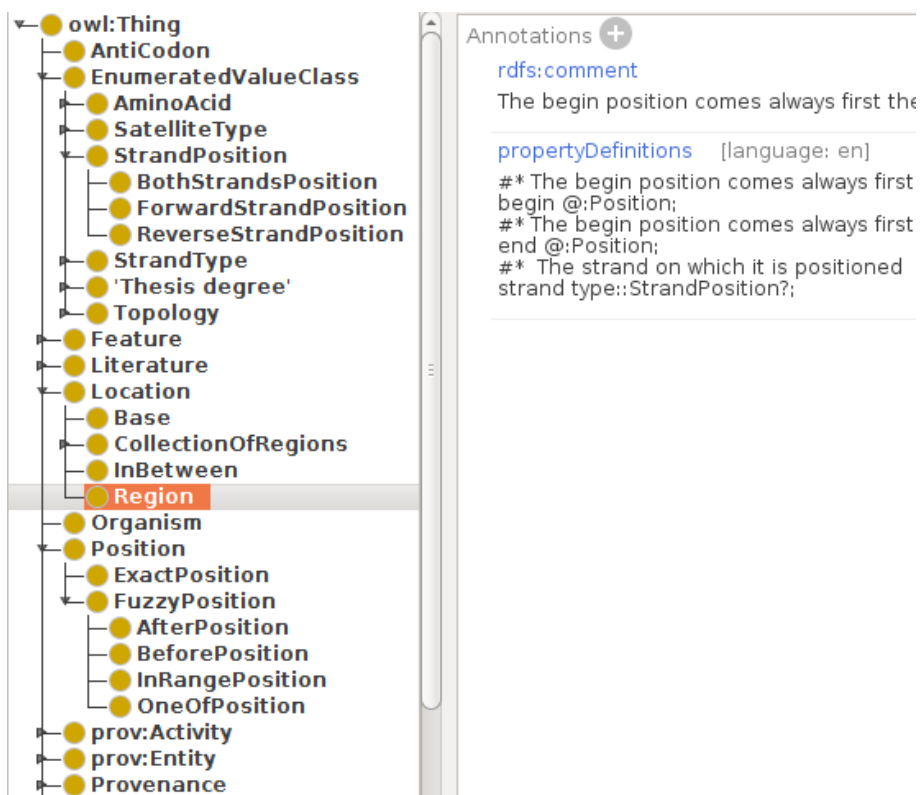 owl:Thing
AntiCodon
EnumeratedValueClass
AminoAcid
SatelliteType
StrandPosition
BothStrandsPosition
ForwardStrandPosition
ReverseStrandPosition
StrandType
'Thesis degree'
Topology
Feature
Literature
Location
Base
CollectionOfRegions
InBetween
Region
Organism
Position
ExactPosition
FuzzyPosition
AfterPosition
BeforePosition
InRangePosition
OneOfPosition
prov:Activity
prov:Entity
Provenance
Annotations
rdfs:comment
The begin position comes always first the
propertyDefinitions [language: en]
#* The begin position comes always first
begin @:Position;
#* The begin position comes always first
end @:Position;
#* The strand on which it is positioned
strand type::StrandPosition?;